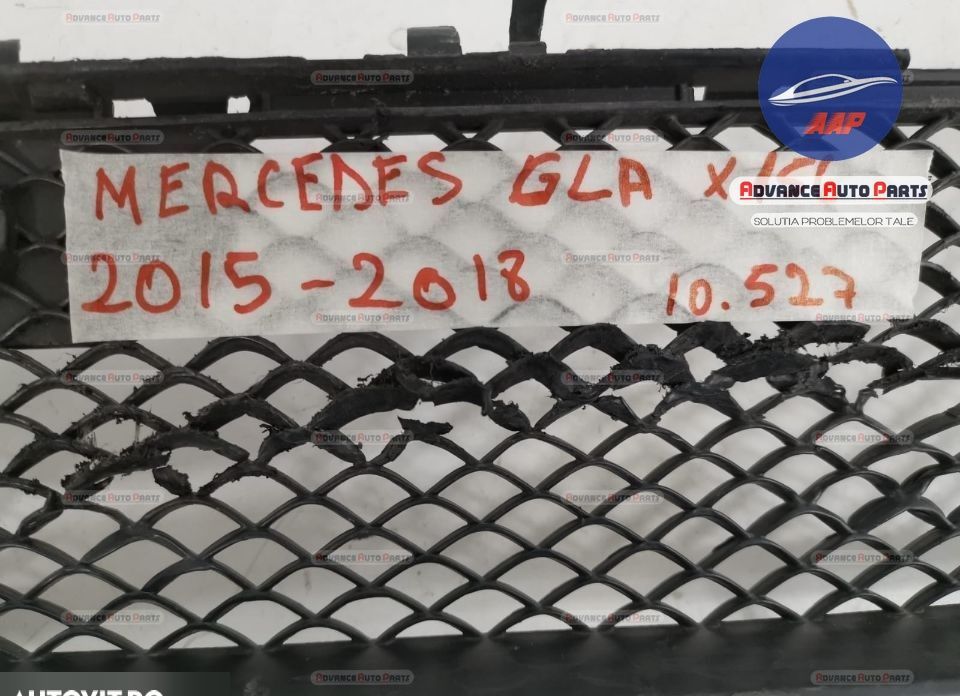 AAP
ADVANCE AUTO PARTS
SOLUTIA PROBLEMELOR TALE
MERCEDES GLA
2015-2018 10.527